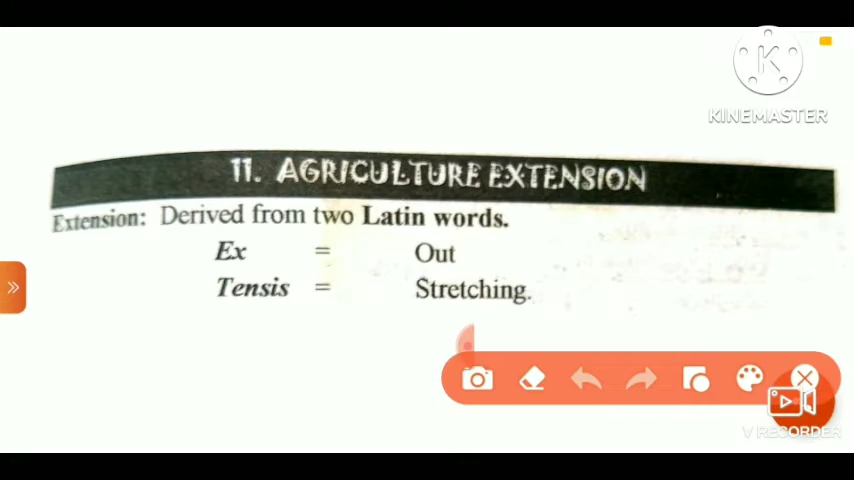 KINEMASTER
11. AGRICULTURE EXTENSION
Extension: Derived from two Latin words.
Ex = Out
Tensis = Stretching.
V RECORDER